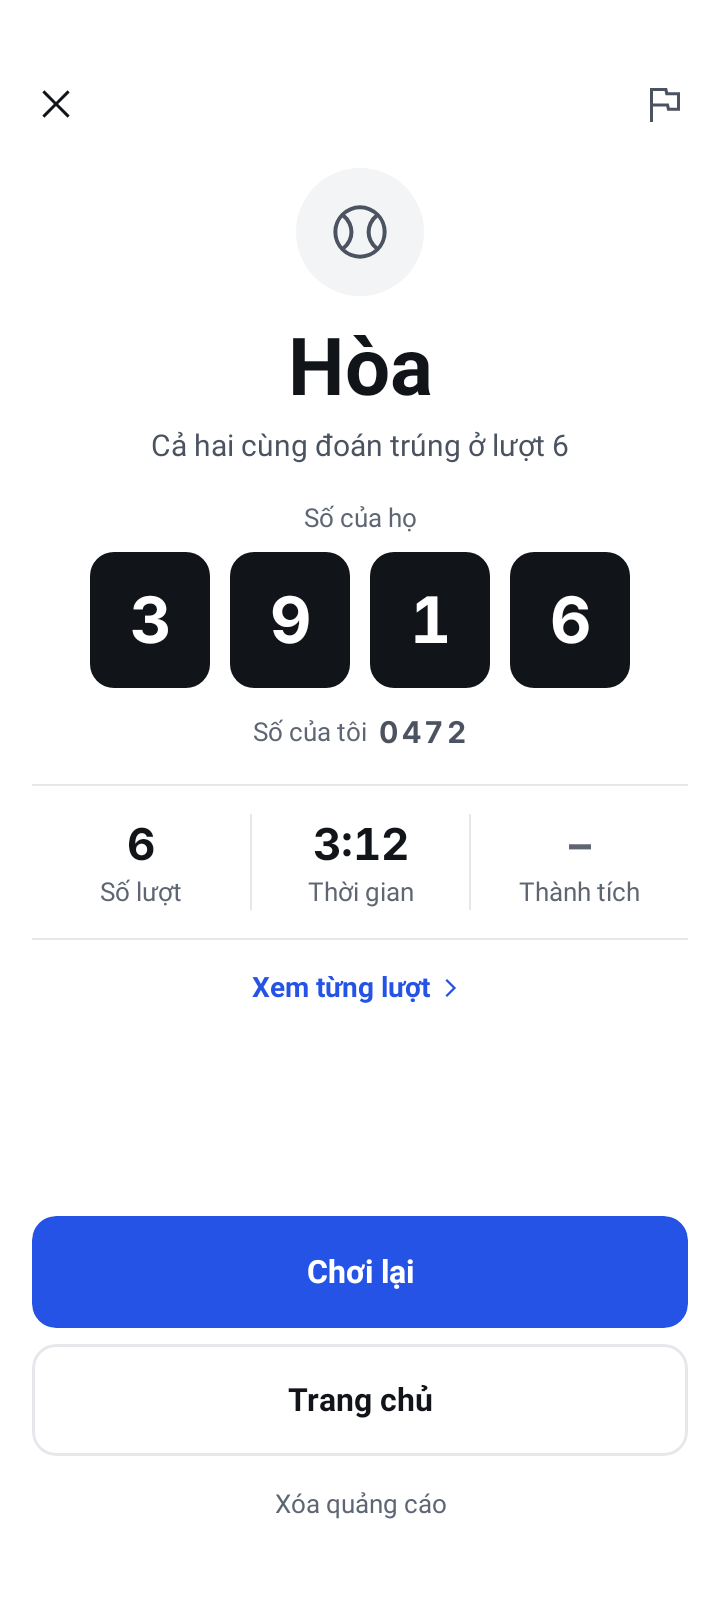 Hòa
Cả hai cùng đoán trúng ở lượt 6
Số của họ
3 9 1 6
Số của tôi 0472
6 3:12 –
Số lượt Thời gian Thành tích
Xem từng lượt
Chơi lại
Trang chủ
Xóa quảng cáo